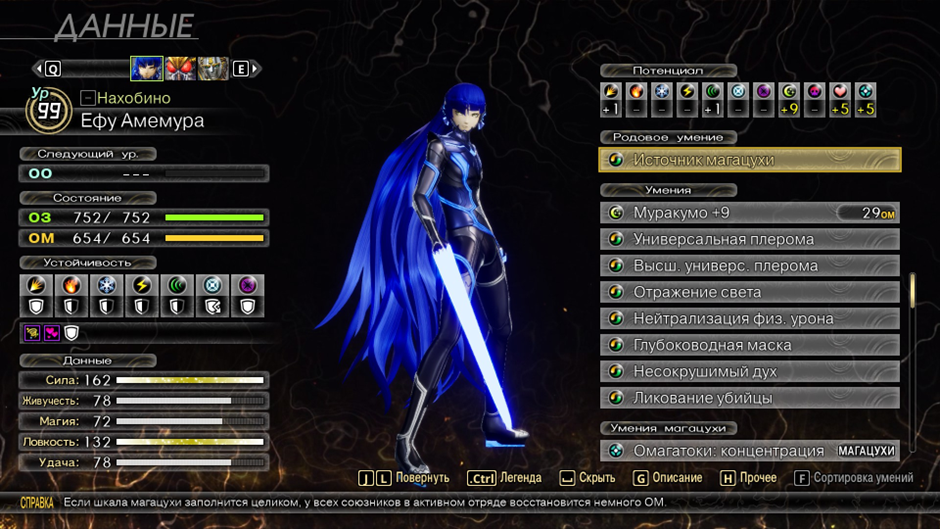 ДАННЫЕ
Q E
Ур 99
Нахобино
Ефу Амемура
Следующий ур.
ОО ---
Состояние
ОЗ 752/ 752
ОМ 654/ 654
Устойчивость
Данные
Сила: 162
Живучесть: 78
Магия: 72
Ловкость: 132
Удача: 78
Потенциал
+1 - - - +1 - - +9 - +5 +5
Родовое умение
Источник магацухи
Умения
Муракумо +9 29ом
Универсальная плерома
Высш. универс. плерома
Отражение света
Нейтрализация физ. урона
Глубоководная маска
Несокрушимый дух
Ликование убийцы
Умения магацухи
Омагатоки: концентрация МАГАЦУХИ
J L Повернуть Ctrl Легенда Скрыть G Описание H Прочее F Сортировка умений
СПРАВКА Если шкала магацухи заполнится целиком, у всех союзников в активном отряде восстановится немного ОМ.